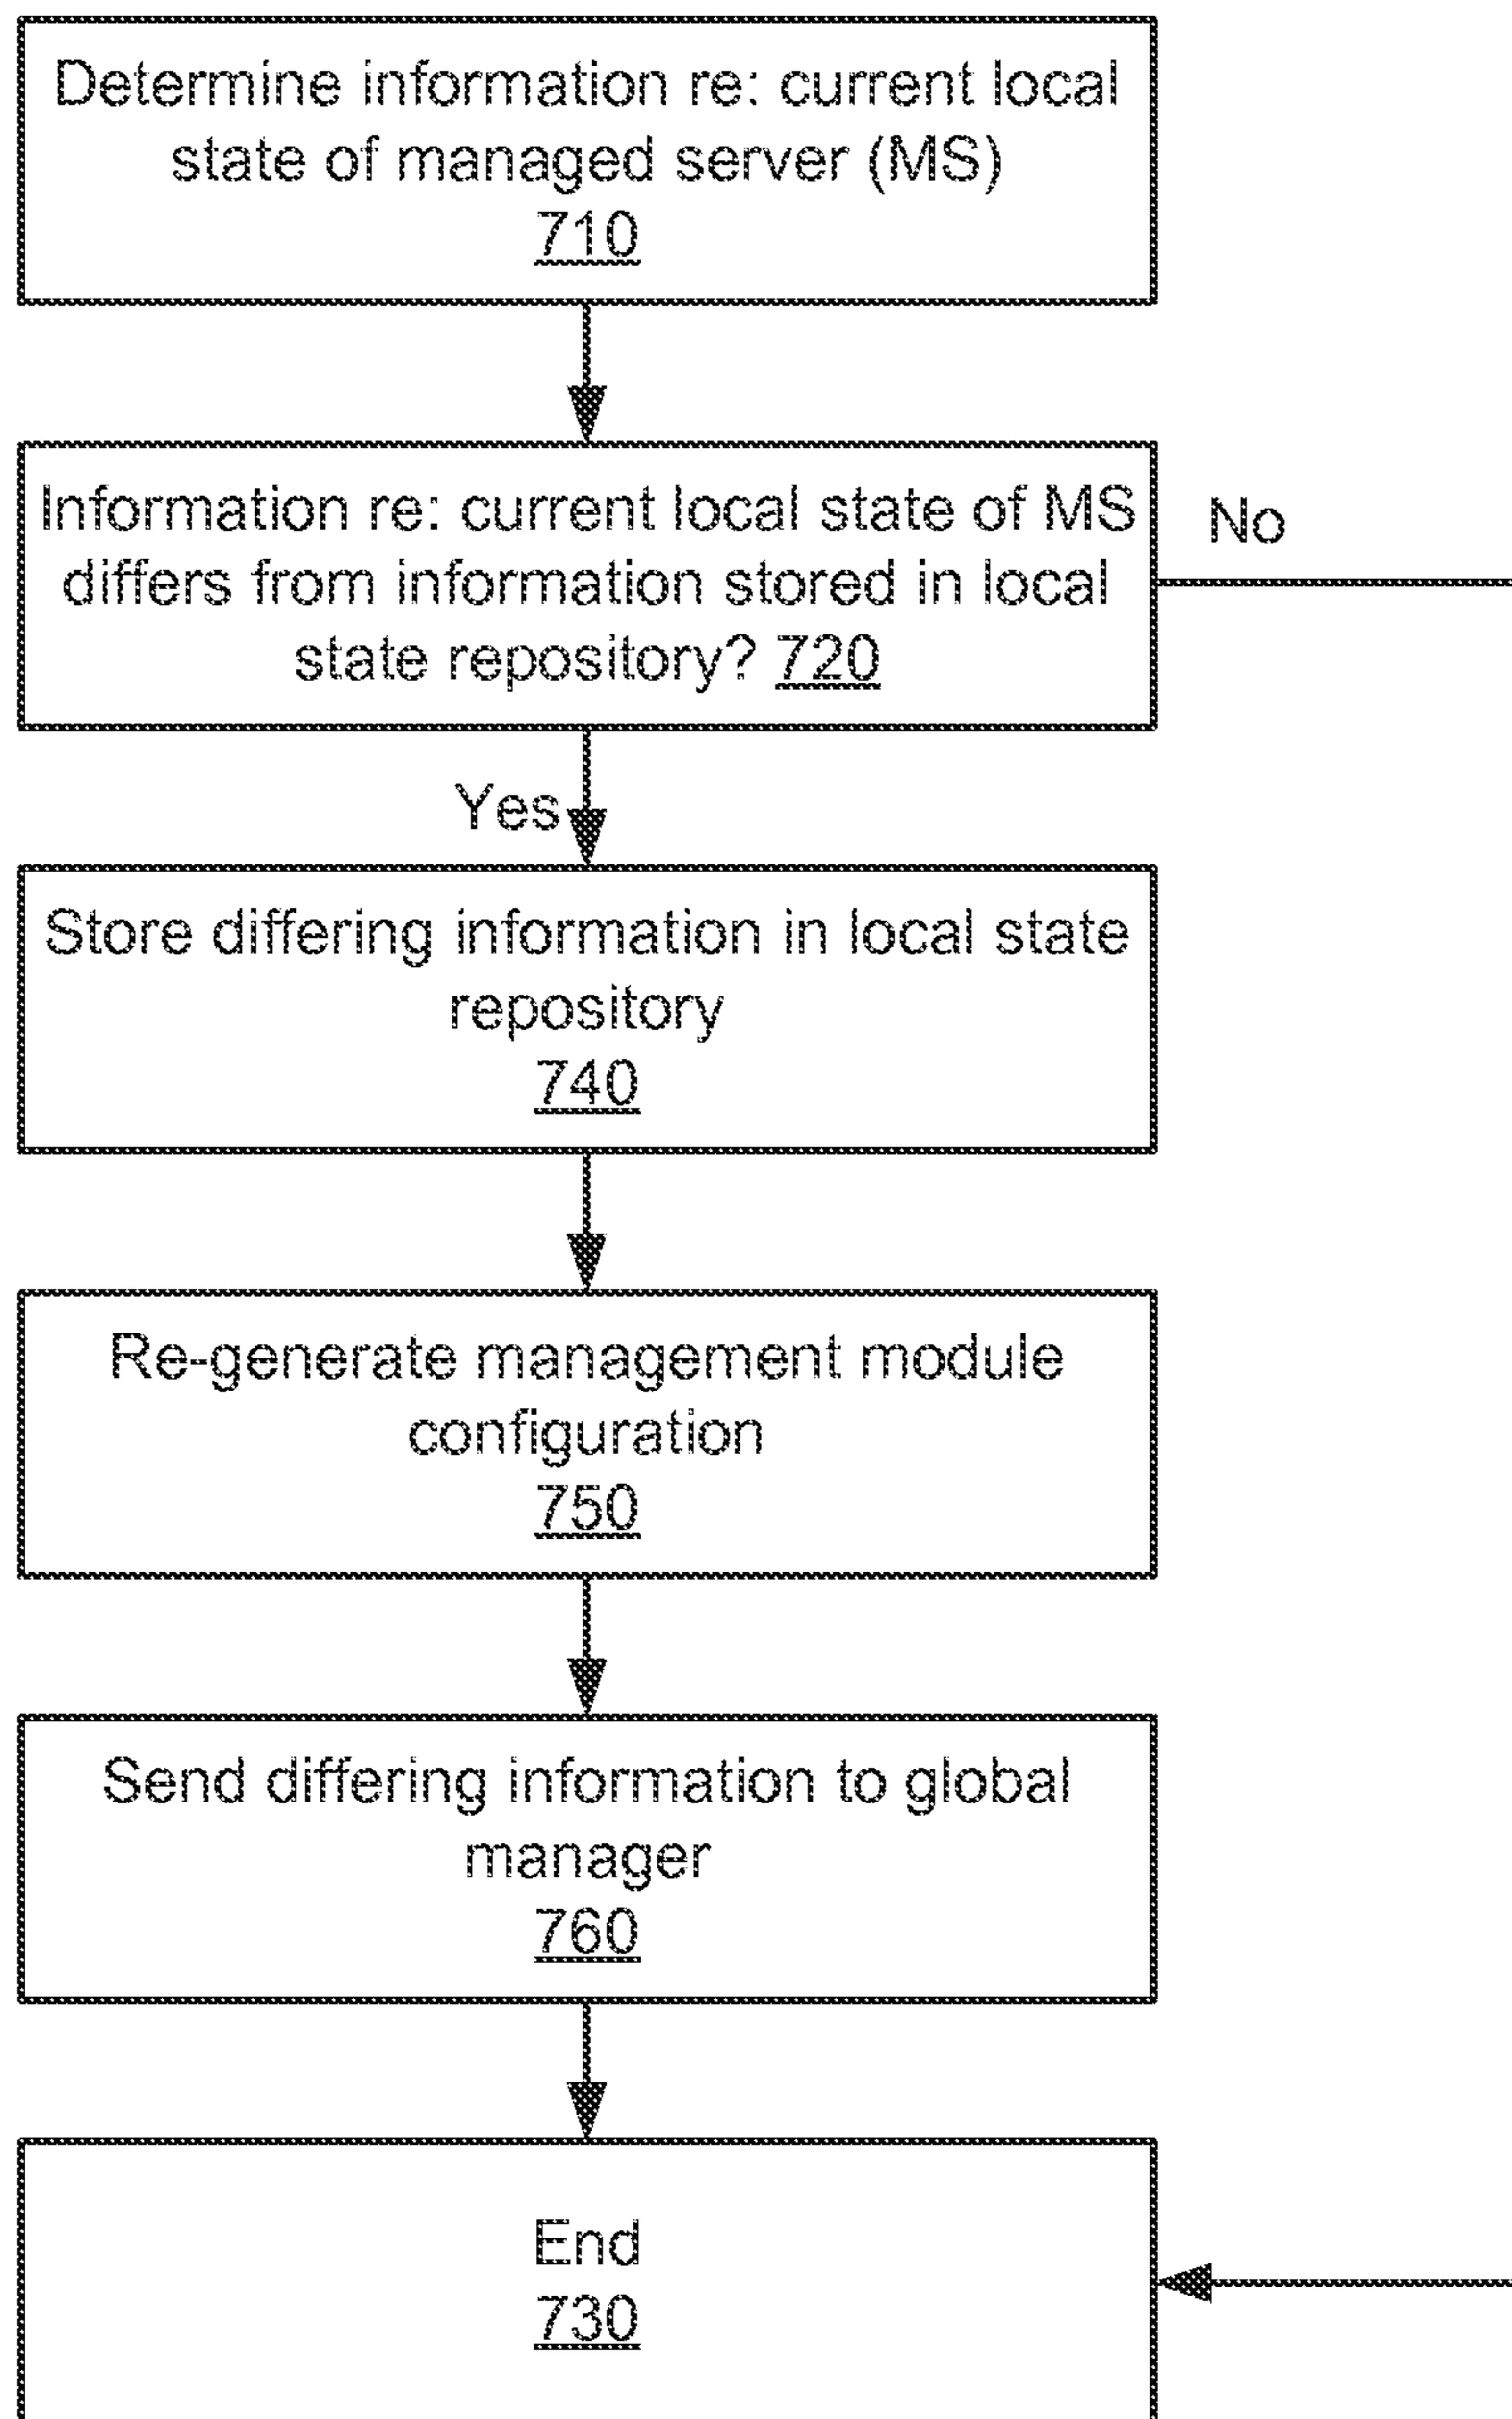 Determine information re: current local
state of managed server (MS)
710
Information re: current local state of MS
differs from information stored in local
state repository? 720
No
Yes
Store differing information in local state
repository
740
Re-generate management module
configuration
750
Send differing information to global
manager
760
End
730